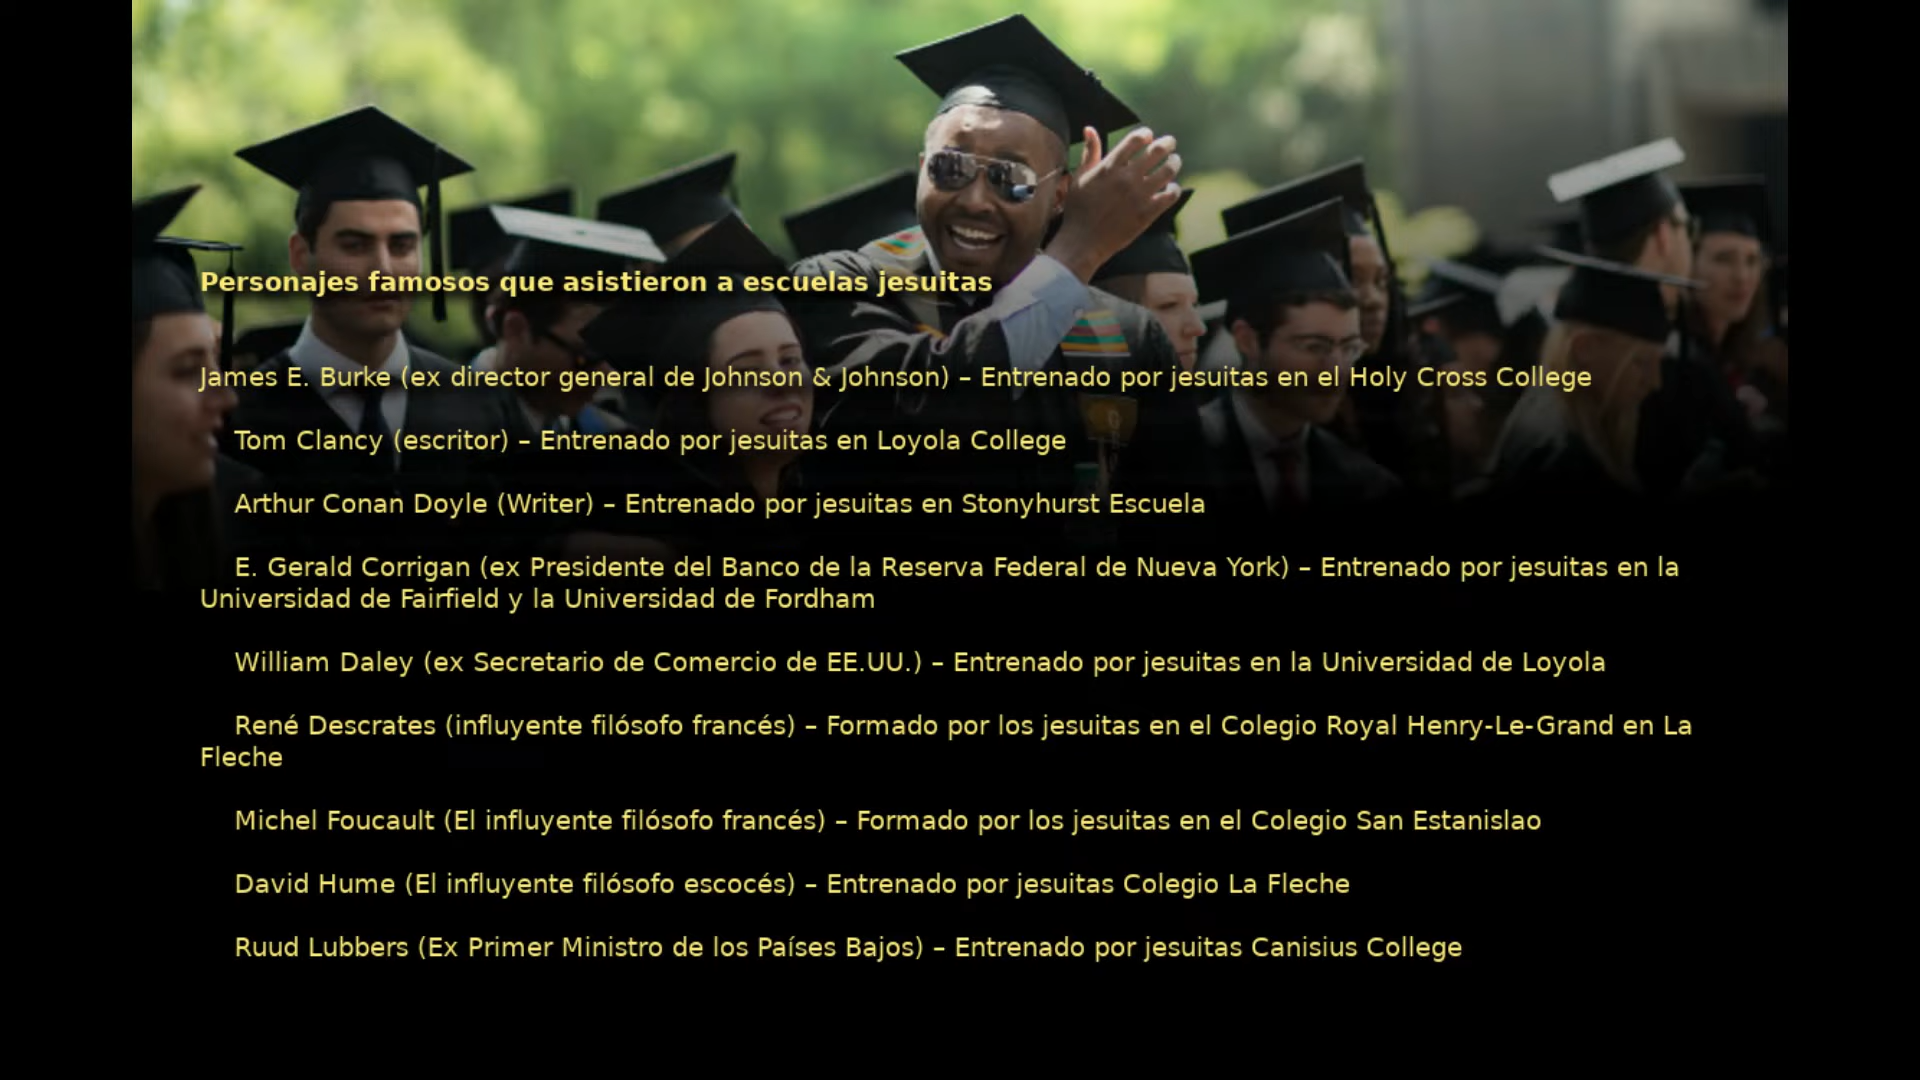 Personajes famosos que asistieron a escuelas jesuitas
James E. Burke (ex director general de Johnson & Johnson) – Entrenado por jesuitas en el Holy Cross College
Tom Clancy (escritor) – Entrenado por jesuitas en Loyola College
Arthur Conan Doyle (Writer) – Entrenado por jesuitas en Stonyhurst Escuela
E. Gerald Corrigan (ex Presidente del Banco de la Reserva Federal de Nueva York) – Entrenado por jesuitas en la
Universidad de Fairfield y la Universidad de Fordham
William Daley (ex Secretario de Comercio de EE.UU.) – Entrenado por jesuitas en la Universidad de Loyola
René Descrates (influyente filósofo francés) – Formado por los jesuitas en el Colegio Royal Henry-Le-Grand en La
Fleche
Michel Foucault (El influyente filósofo francés) – Formado por los jesuitas en el Colegio San Estanislao
David Hume (El influyente filósofo escocés) – Entrenado por jesuitas Colegio La Fleche
Ruud Lubbers (Ex Primer Ministro de los Países Bajos) – Entrenado por jesuitas Canisius College